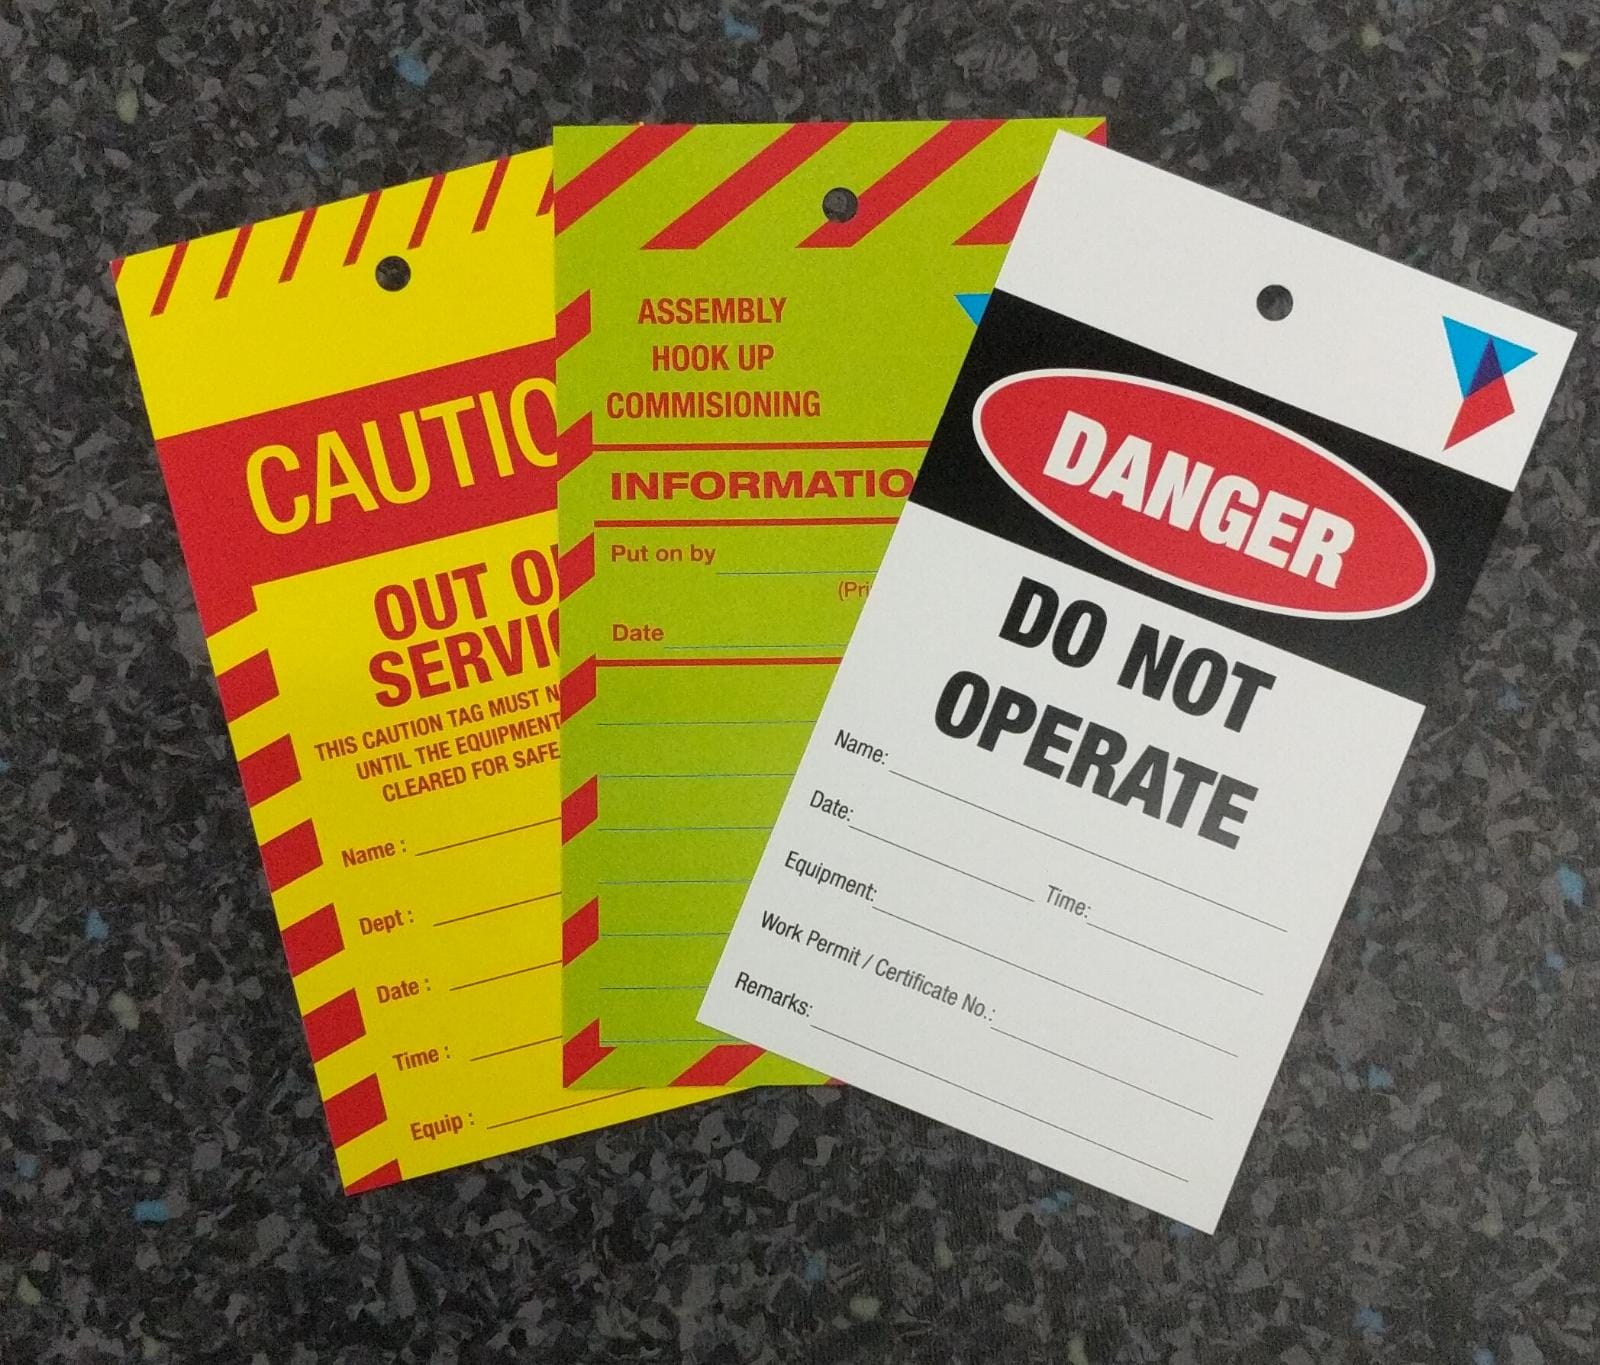 CAUTIO
OUT O
SERVIC
THIS CAUTION TAG MUST N
UNTIL THE EQUIPMENT
CLEARED FOR SAFE
Name :
Dept :
Date :
Time :
Equip :
ASSEMBLY
HOOK UP
COMMISIONING
INFORMATIO
Put on by
(Pri
Date
DANGER
DO NOT
OPERATE
Name:
Date:
Time:
Equipment:
Work Permit / Certificate No.:
Remarks: